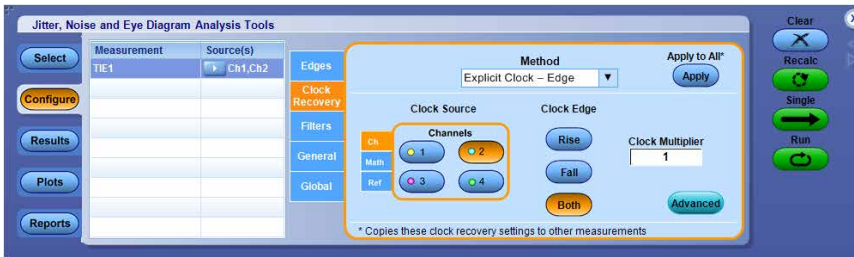 Jitter, Noise and Eye Diagram Analysis Tools
Clear
Select
Measurement
Source(s)
TIE1
Ch1,Ch2
Edges
Method
Apply to All*
Recalc
Explicit Clock – Edge
Apply
Configure
Clock
Recovery
Clock Source
Clock Edge
Single
Filters
Channels
Ch
1
2
Rise
Clock Multiplier
Run
Results
Math
1
General
Fall
Plots
Ref
3
4
Global
Both
Advanced
Reports
* Copies these clock recovery settings to other measurements